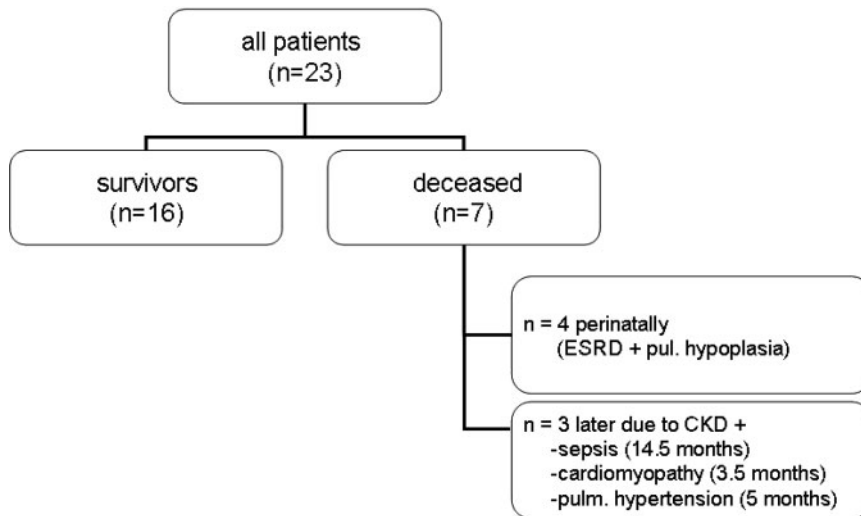 all patients
(n=23)
survivors
(n=16)
deceased
(n=7)
n = 4 perinatally
(ESRD + pul. hypoplasia)
n = 3 later due to CKD +
-sepsis (14.5 months)
-cardiomyopathy (3.5 months)
-pulm. hypertension (5 months)